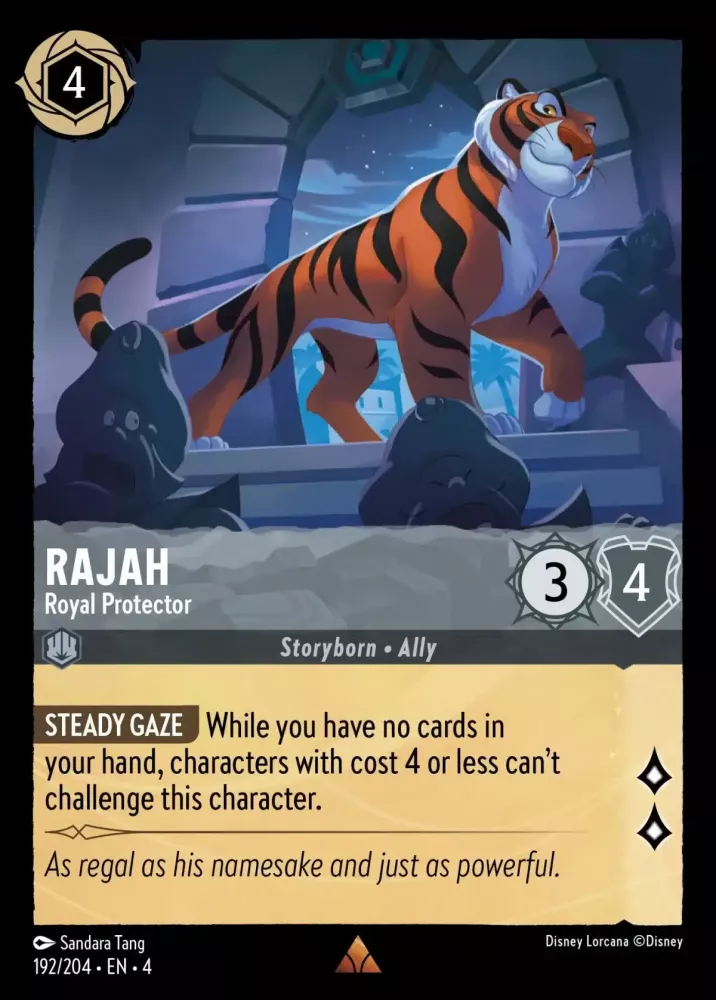 4
RAJAH
Royal Protector
3
4
Storyborn • Ally
STEADY GAZE While you have no cards in
your hand, characters with cost 4 or less can't
challenge this character.
As regal as his namesake and just as powerful.
Sandara Tang
192/204 • EN • 4
Disney Lorcana ©Disney